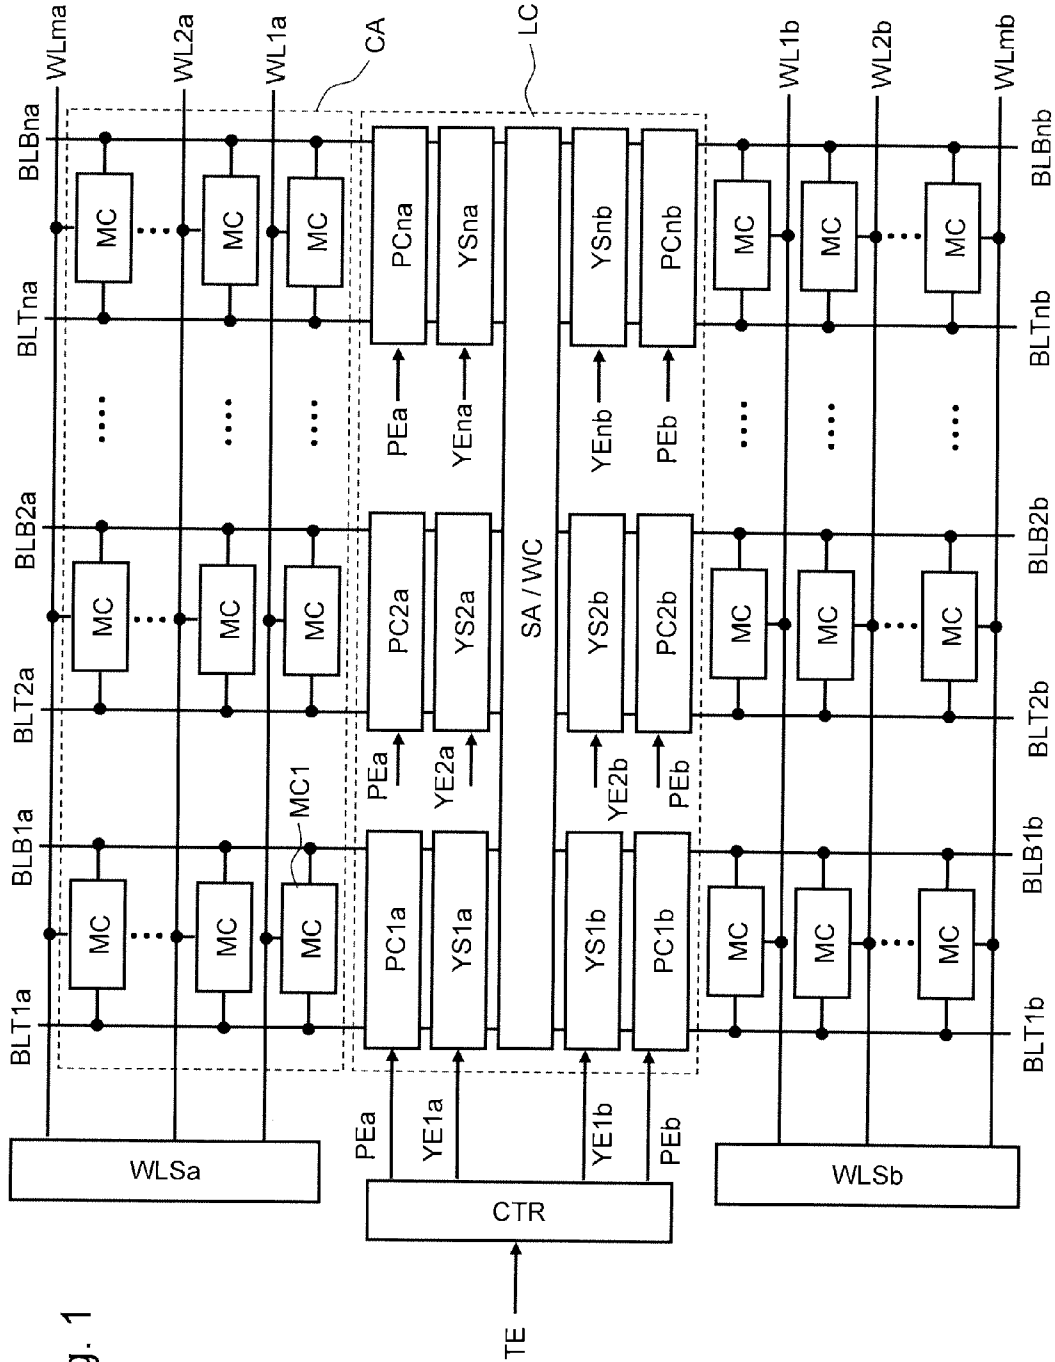 WLma
WL2a
WL1a
CA
LC
WL1b
WL2b
WLmb
BLBna
BLBnb
MC
MC
MC
PCna
YSna
YSnb
PCnb
MC
MC
MC
BLTna
BLTnb
PEa
YEna
YEnb
PEb
BLB2a
BLB2b
MC
MC
MC
PC2a
YS2a
SA / WC
YS2b
PC2b
MC
MC
MC
BLT2a
BLT2b
PEa
YE2a
YE2b
PEb
MC1
BLB1a
BLB1b
MC
MC
MC
PC1a
YS1a
YS1b
PC1b
MC
MC
MC
BLT1a
BLT1b
PEa
YE1a
YE1b
PEb
WLSa
CTR
WLSb
TE
g. 1